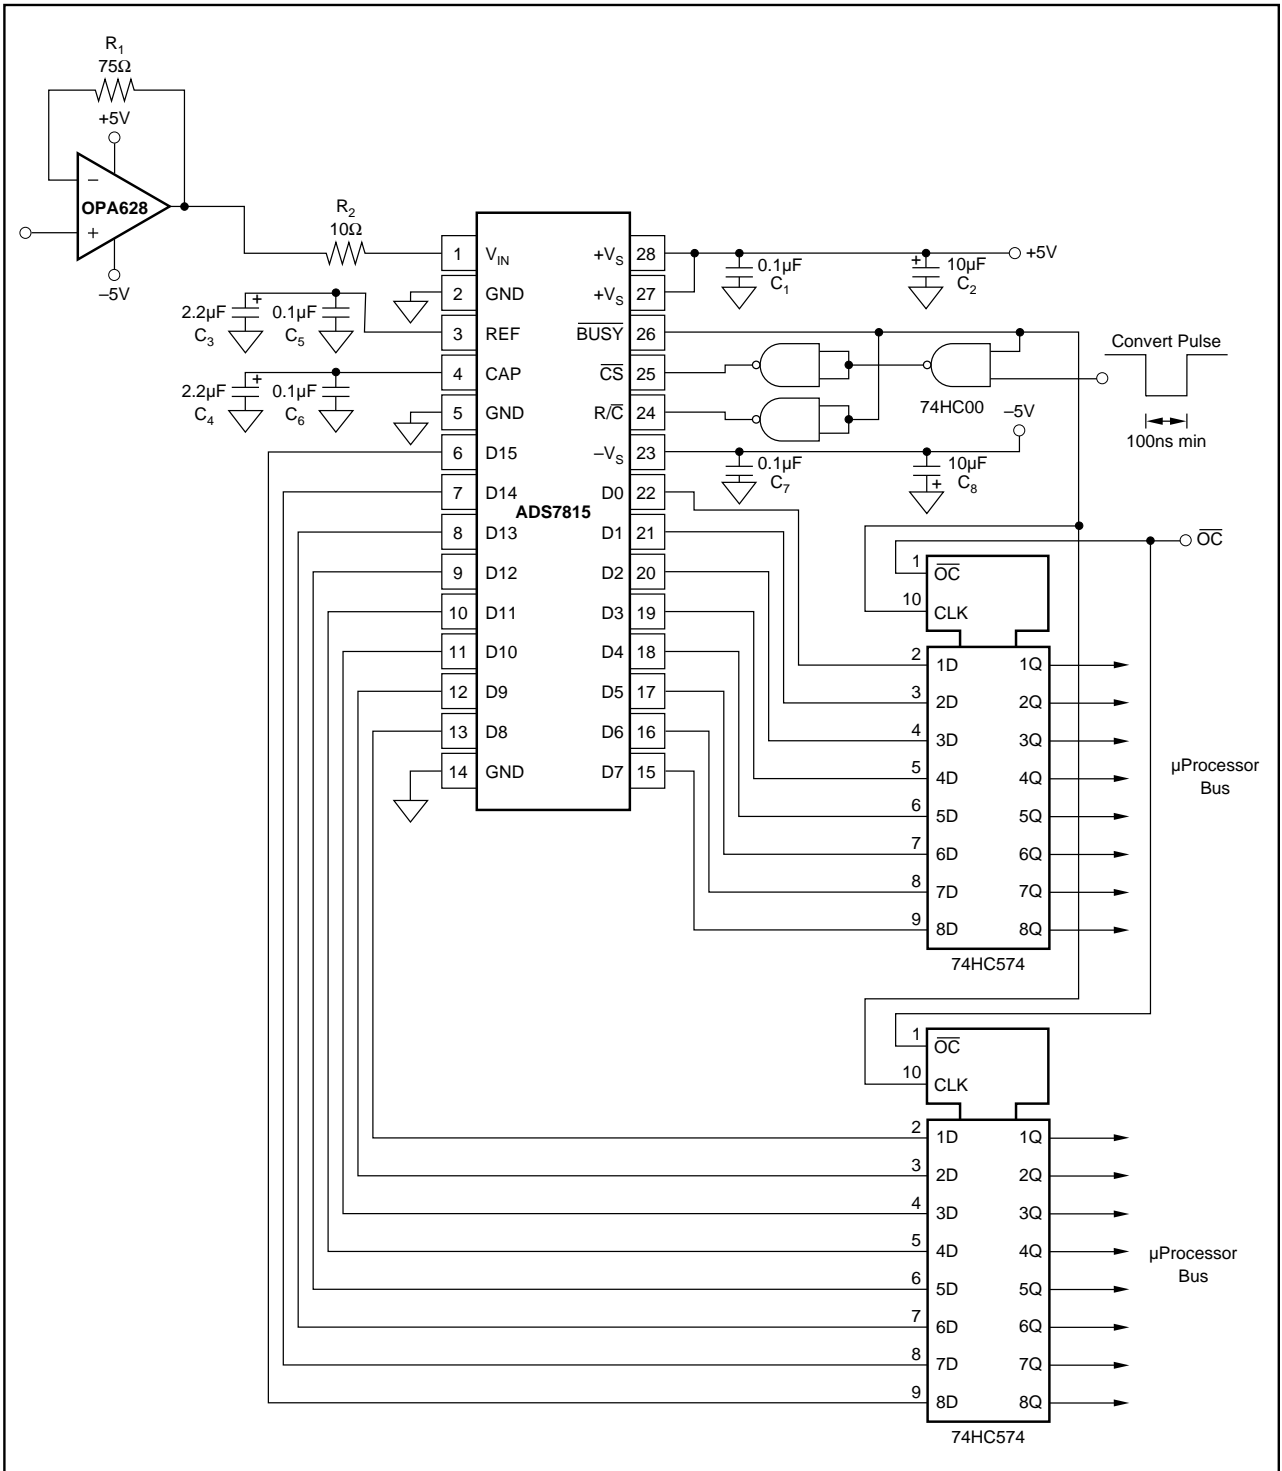 R1
75Ω
+5V
–
OPA628
+
–5V
R2
10Ω
1 VIN +VS 28
2 GND +VS 27
3 REF BUSY 26
4 CAP CS 25
5 GND R/C 24
6 D15 –VS 23
7 D14 D0 22
ADS7815
8 D13 D1 21
9 D12 D2 20
10 D11 D3 19
11 D10 D4 18
12 D9 D5 17
13 D8 D6 16
14 GND D7 15
2.2µF
C3
+
0.1µF
C5
2.2µF
C4
+
0.1µF
C6
0.1µF
C1
+
10µF
C2
+5V
74HC00
Convert Pulse
100ns min
–5V
0.1µF
C7
10µF
C8
+
OC
1 OC
10 CLK
2 1D 1Q
3 2D 2Q
4 3D 3Q
5 4D 4Q
6 5D 5Q
7 6D 6Q
8 7D 7Q
9 8D 8Q
74HC574
µProcessor
Bus
1 OC
10 CLK
2 1D 1Q
3 2D 2Q
4 3D 3Q
5 4D 4Q
6 5D 5Q
7 6D 6Q
8 7D 7Q
9 8D 8Q
74HC574
µProcessor
Bus